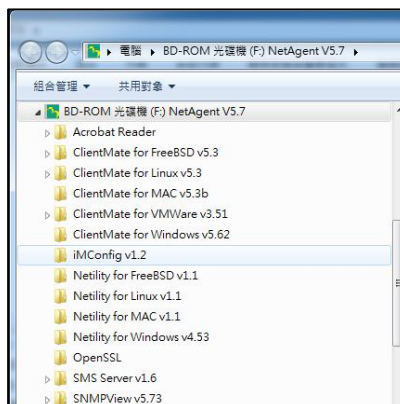 電腦 ▸ BD-ROM 光碟機 (F:) NetAgent V5.7 ▸
組合管理 ▼ 共用對象 ▼
BD-ROM 光碟機 (F:) NetAgent V5.7
Acrobat Reader
ClientMate for FreeBSD v5.3
ClientMate for Linux v5.3
ClientMate for MAC v5.3b
ClientMate for VMWare v3.51
ClientMate for Windows v5.62
iMConfig v1.2
Netility for FreeBSD v1.1
Netility for Linux v1.1
Netility for MAC v1.1
Netility for Windows v4.53
OpenSSL
SMS Server v1.6
SNMPView v5.73